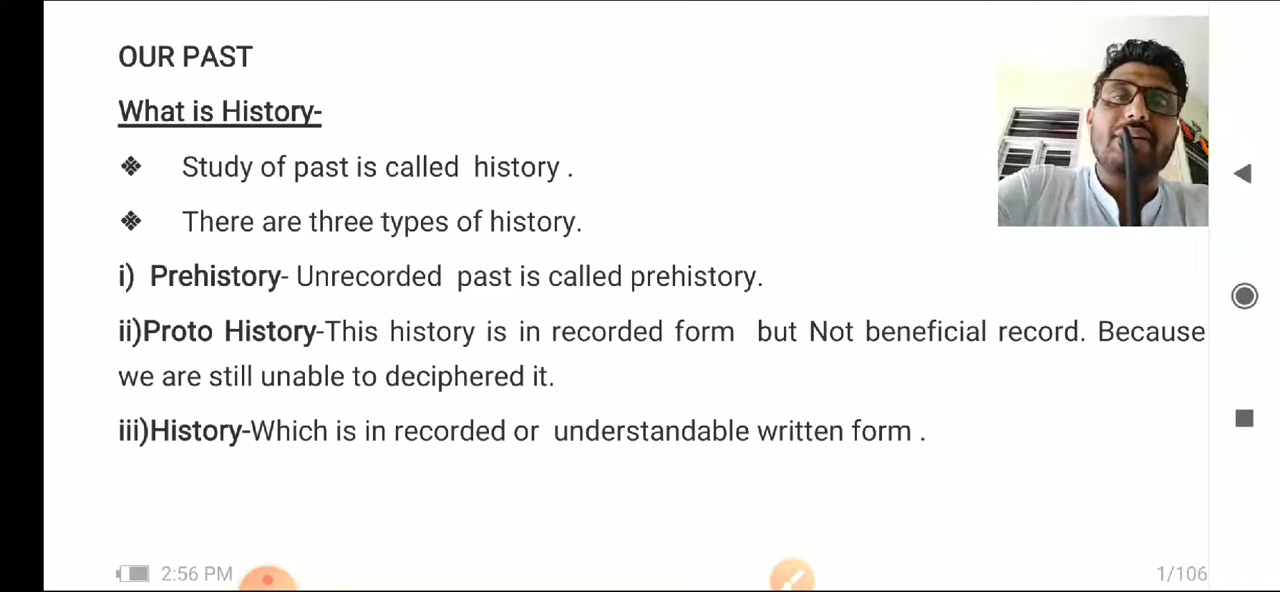 OUR PAST
What is History-
❖ Study of past is called history .
❖ There are three types of history.
i) Prehistory- Unrecorded past is called prehistory.
ii)Proto History-This history is in recorded form but Not beneficial record. Because
we are still unable to deciphered it.
iii)History-Which is in recorded or understandable written form .
2:56 PM
1/106